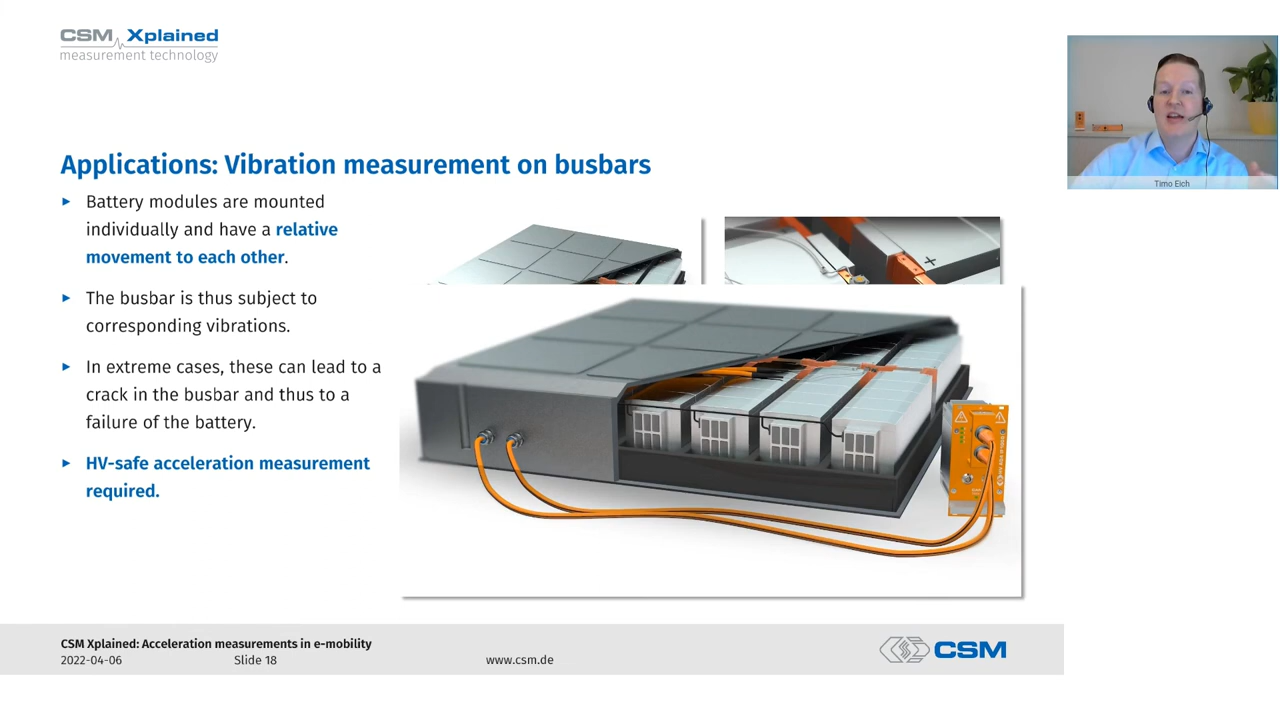 CSM Xplained
measurement technology
Timo Eich
Applications: Vibration measurement on busbars
Battery modules are mounted
individually and have a relative
movement to each other.
The busbar is thus subject to
corresponding vibrations.
In extreme cases, these can lead to a
crack in the busbar and thus to a
failure of the battery.
HV-safe acceleration measurement
required.
CSM Xplained: Acceleration measurements in e-mobility
2022-04-06
Slide 18
www.csm.de
CSM